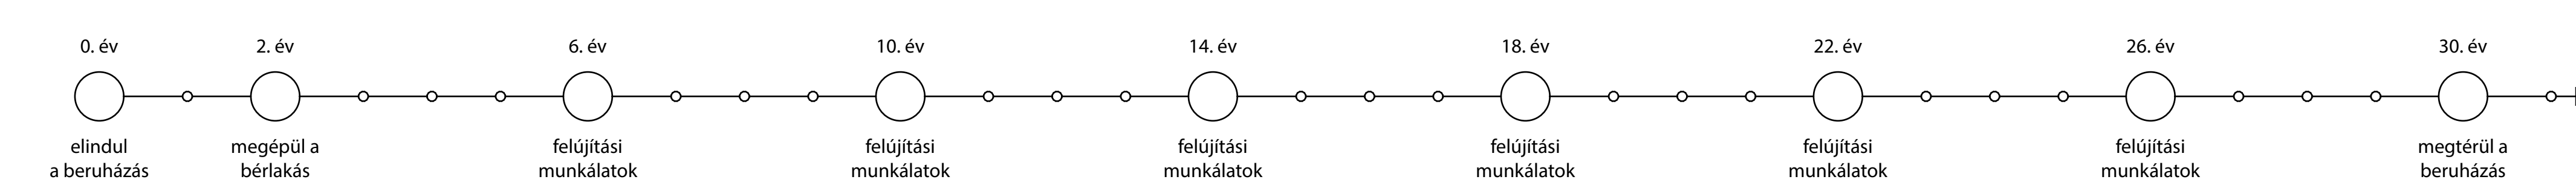 0. év
2. év
6. év
10. év
14. év
18. év
22. év
26. év
30. év
elindul
a beruházás
megépül a
bérlakás
felújítási
munkálatok
felújítási
munkálatok
felújítási
munkálatok
felújítási
munkálatok
felújítási
munkálatok
felújítási
munkálatok
megtérül a
beruházás